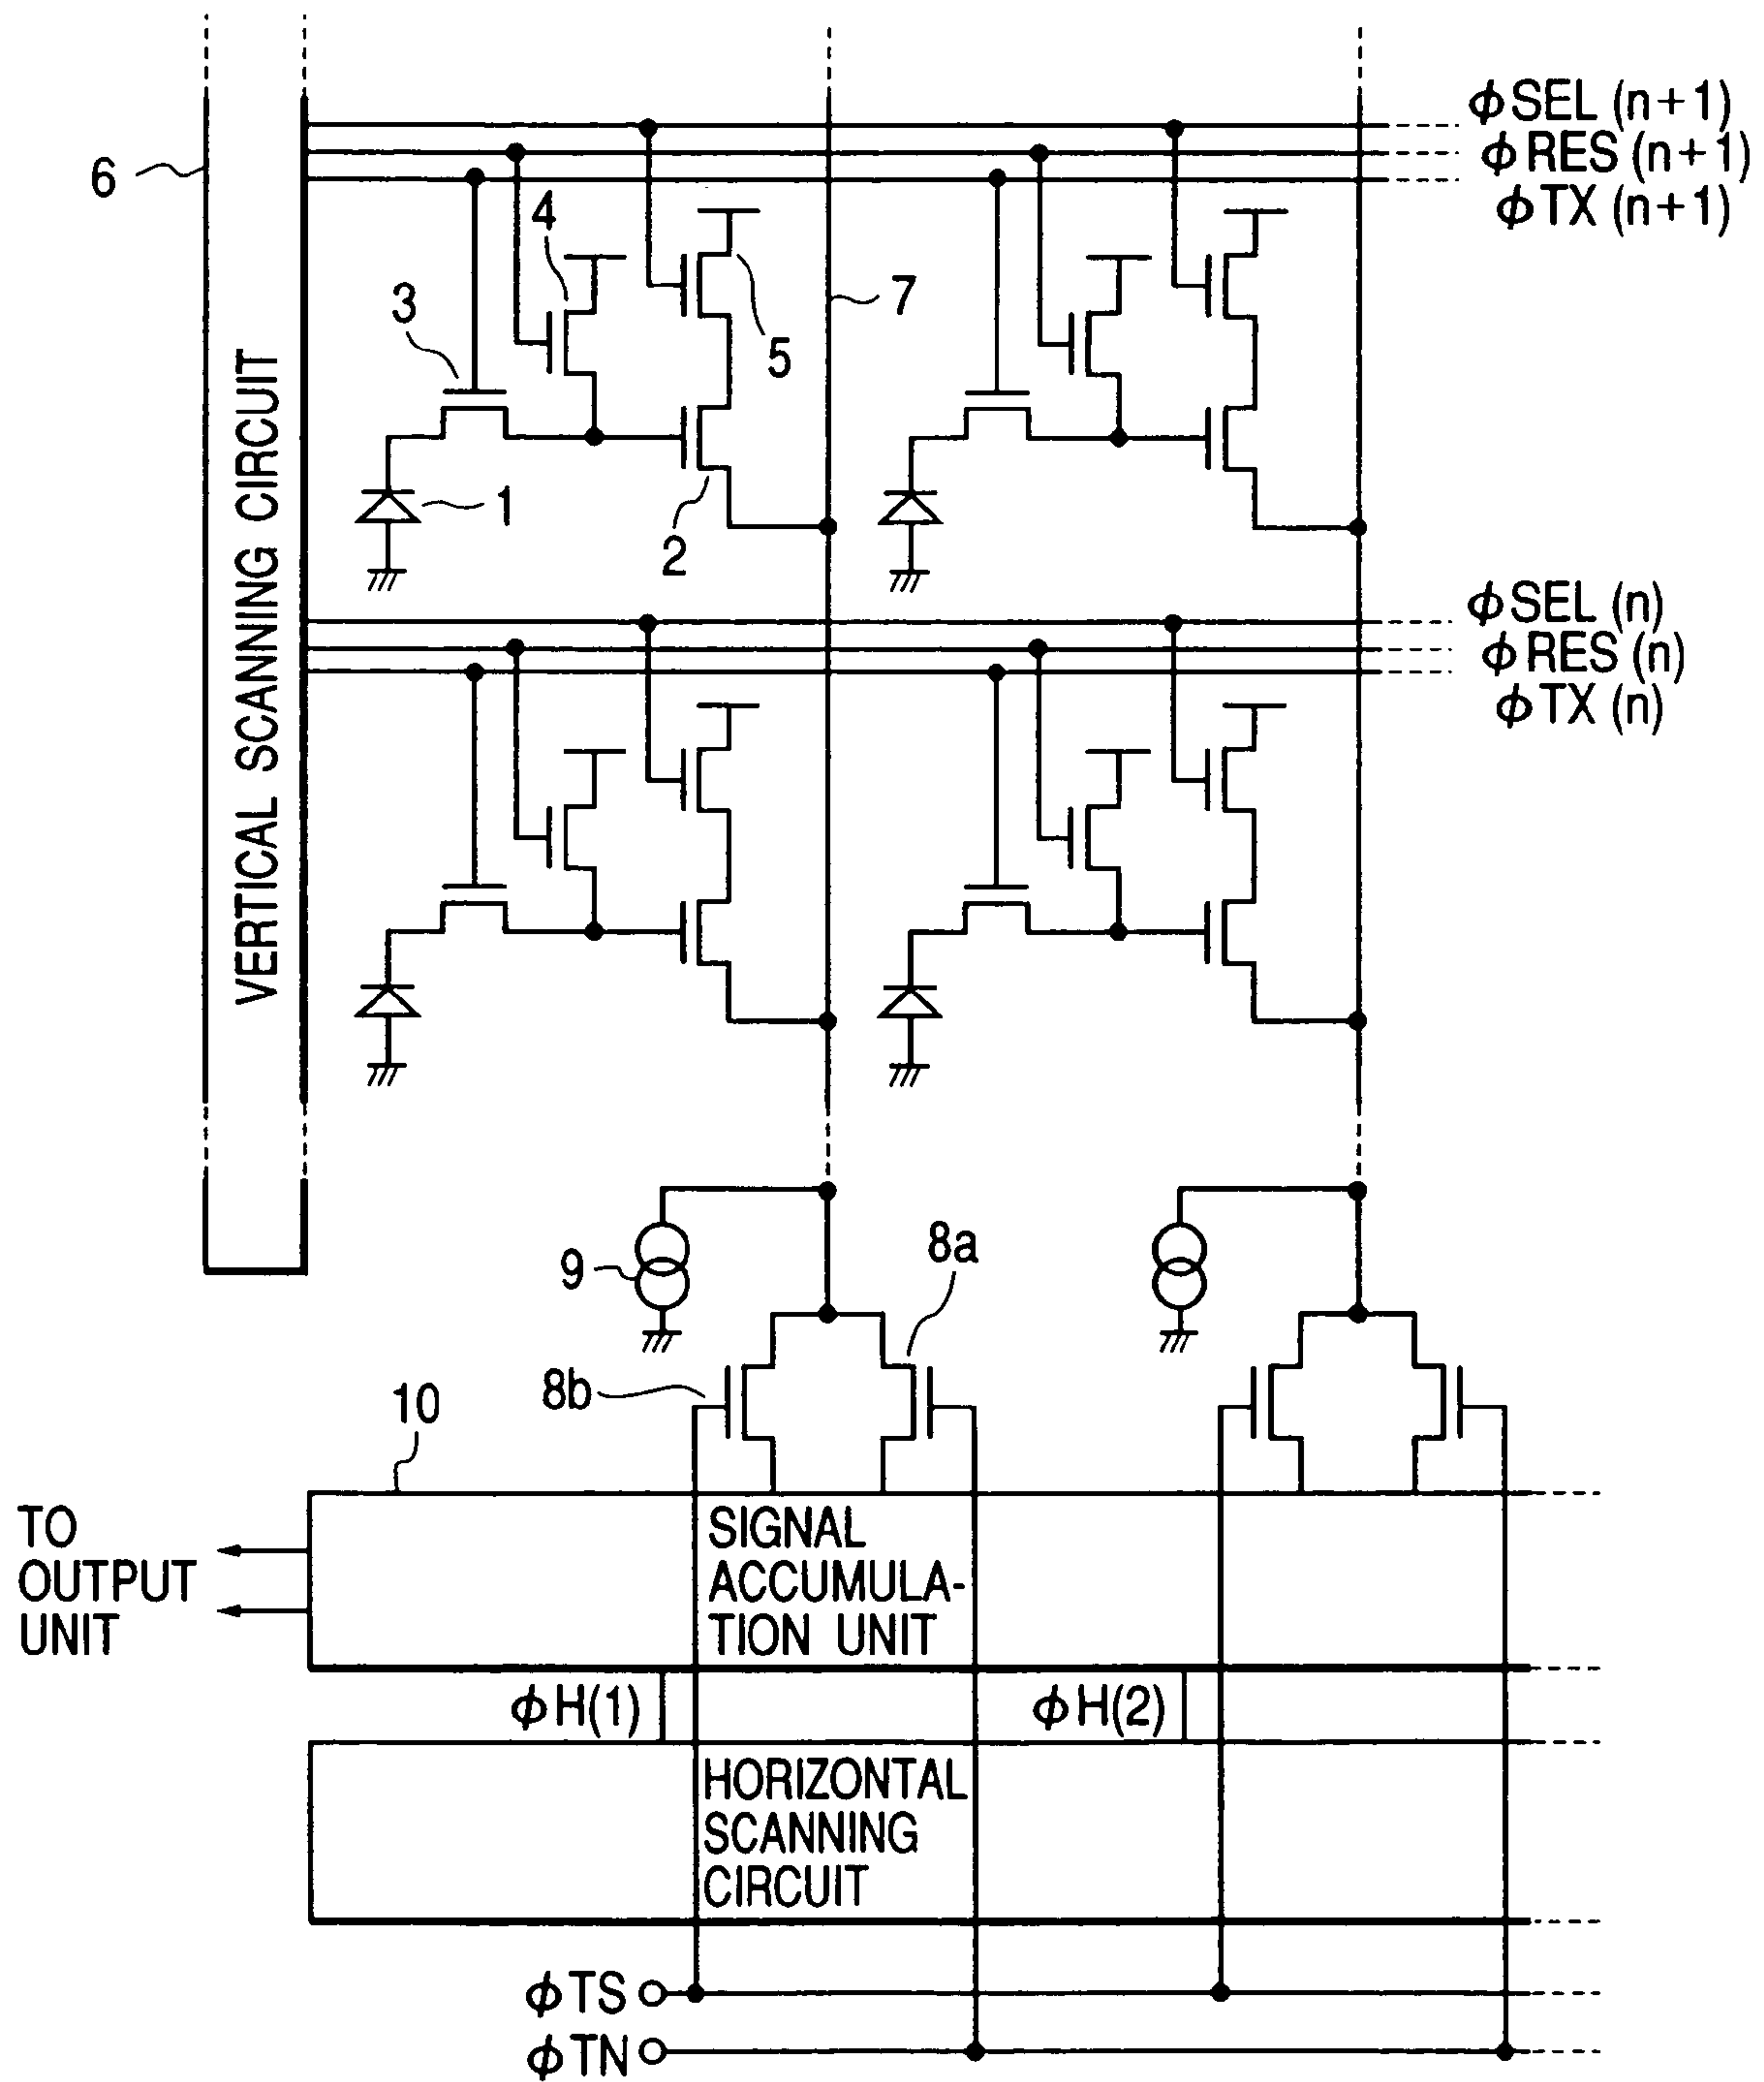 ϕSEL (n+1)
ϕRES (n+1)
ϕTX (n+1)
6
4
3
7
5
1
2
VERTICAL SCANNING CIRCUIT
ϕSEL (n)
ϕRES (n)
ϕTX (n)
9
8a
8b
10
TO
OUTPUT
UNIT
SIGNAL
ACCUMULA-
TION UNIT
ϕH(1)
ϕH(2)
HORIZONTAL
SCANNING
CIRCUIT
ϕTS
ϕTN